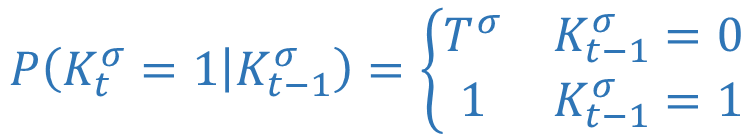 P(K_t^σ = 1|K_{t-1}^σ) = { T^σ  K_{t-1}^σ = 0
1  K_{t-1}^σ = 1